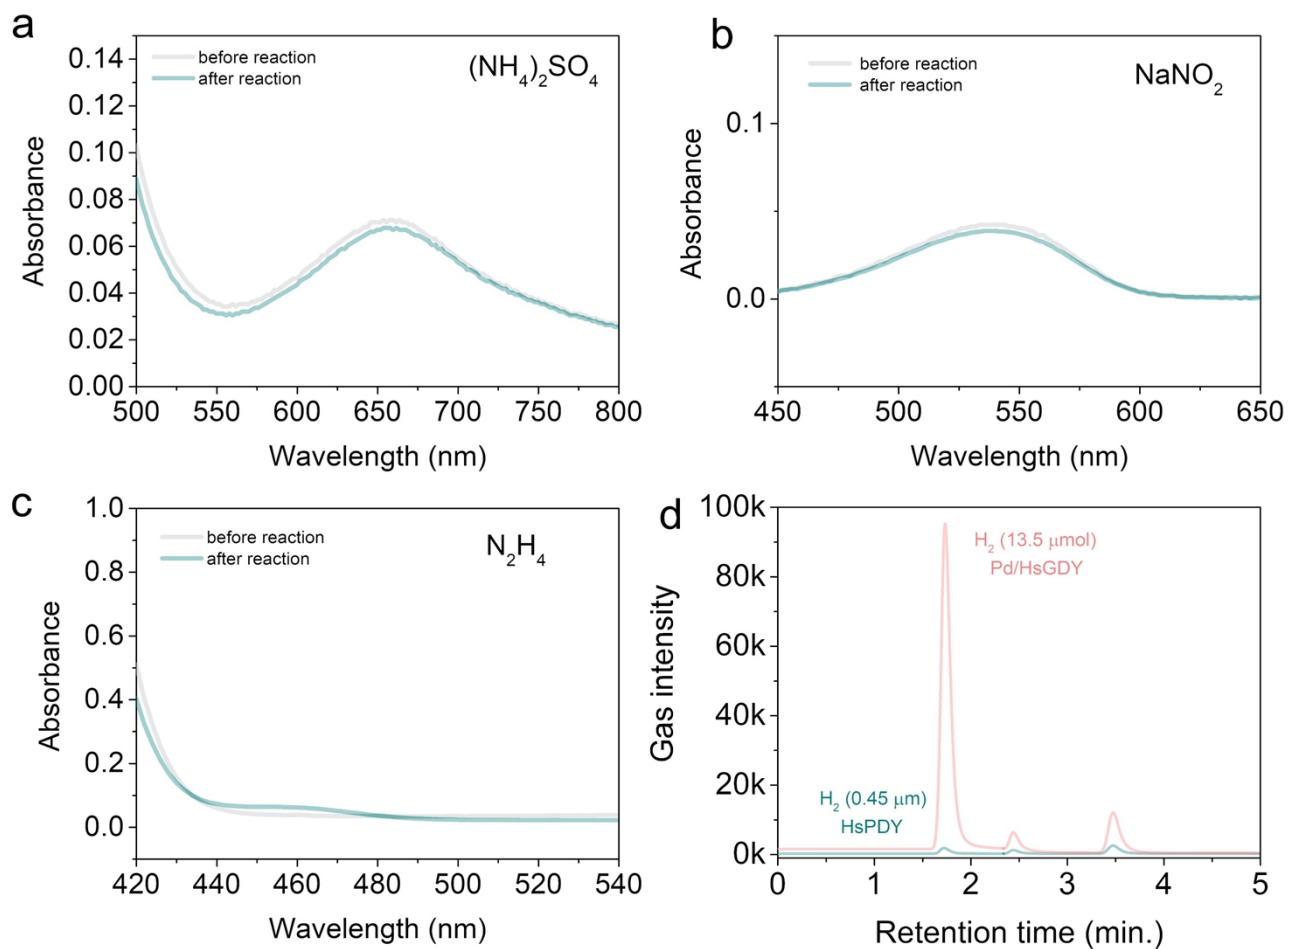 a
before reaction
after reaction
(NH₄)₂SO₄
0.14
0.12
0.10
0.08
0.06
0.04
0.02
0.00
Absorbance
500 550 600 650 700 750 800
Wavelength (nm)
b
before reaction
after reaction
NaNO₂
0.1
0.0
Absorbance
450 500 550 600 650
Wavelength (nm)
c
before reaction
after reaction
N₂H₄
1.0
0.8
0.6
0.4
0.2
0.0
Absorbance
420 440 460 480 500 520 540
Wavelength (nm)
d
100k
80k
60k
40k
20k
0k
Gas intensity
H₂ (13.5 μmol)
Pd/HsGDY
H₂ (0.45 μm)
HsPDY
0 1 2 3 4 5
Retention time (min.)